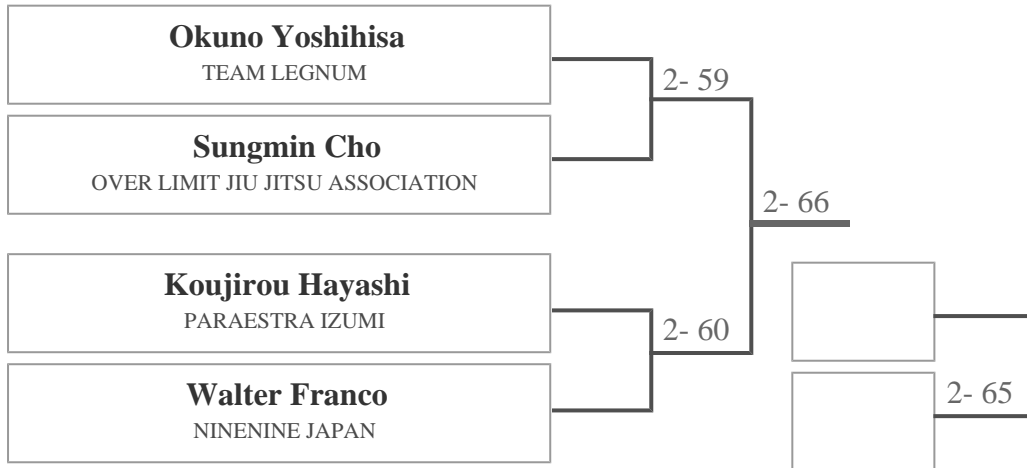 Okuno Yoshihisa
TEAM LEGNUM
2- 59
Sungmin Cho
OVER LIMIT JIU JITSU ASSOCIATION
2- 66
Koujirou Hayashi
PARAESTRA IZUMI
2- 60
Walter Franco
NINENINE JAPAN
2- 65